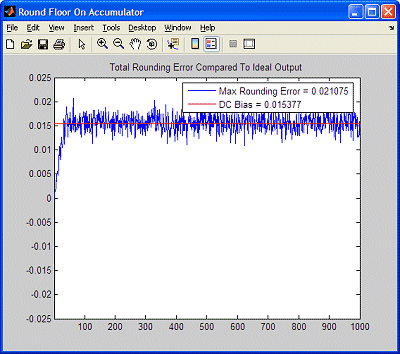 Round Floor On Accumulator
File Edit View Insert Tools Desktop Window Help
Total Rounding Error Compared To Ideal Output
Max Rounding Error = 0.021075
DC Bias = 0.015377
0.025
0.02
0.015
0.01
0.005
0
-0.005
-0.01
-0.015
-0.02
-0.025
100 200 300 400 500 600 700 800 900 1000